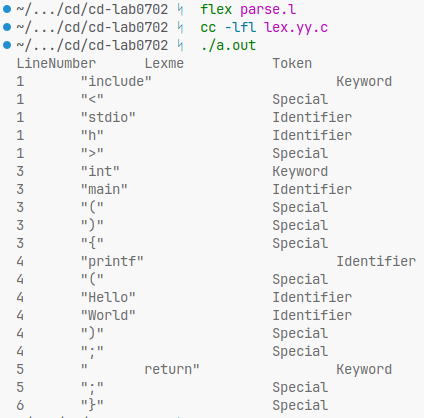 ~/.../cd/cd-lab0702 ᛋ flex parse.l
~/.../cd/cd-lab0702 ᛋ cc -lfl lex.yy.c
~/.../cd/cd-lab0702 ᛋ ./a.out
LineNumber Lexme Token
1 "include" Keyword
1 "<" Special
1 "stdio" Identifier
1 "h" Identifier
1 ">" Special
3 "int" Keyword
3 "main" Identifier
3 "(" Special
3 ")" Special
3 "{" Special
4 "printf" Identifier
4 "(" Special
4 "Hello" Identifier
4 "World" Identifier
4 ")" Special
4 ";" Special
5 " return" Keyword
5 ";" Special
6 "}" Special